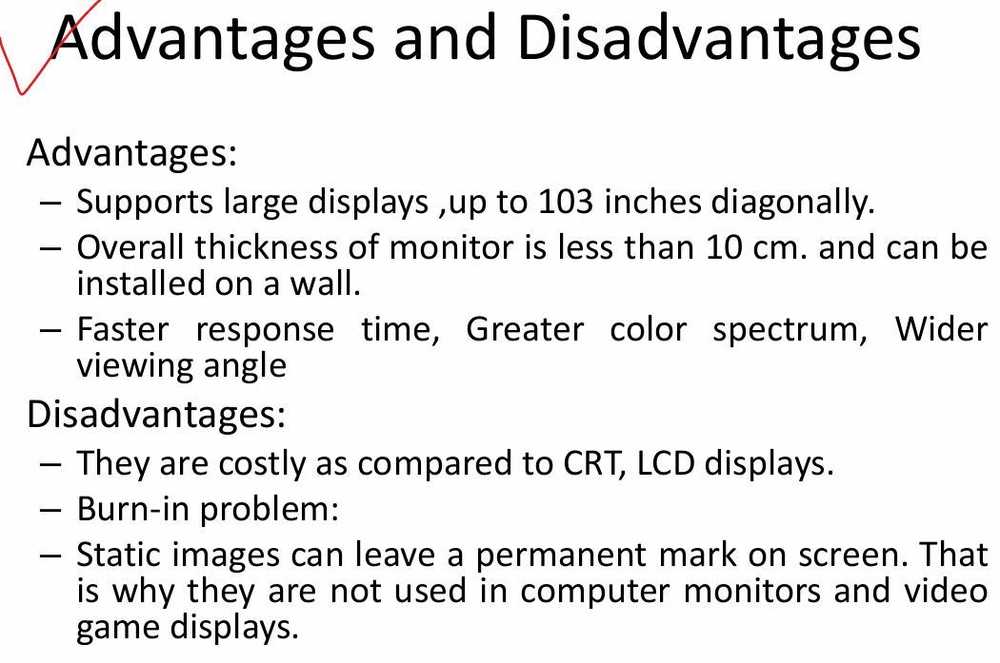 Advantages and Disadvantages
Advantages:
– Supports large displays ,up to 103 inches diagonally.
– Overall thickness of monitor is less than 10 cm. and can be
installed on a wall.
– Faster response time, Greater color spectrum, Wider
viewing angle
Disadvantages:
– They are costly as compared to CRT, LCD displays.
– Burn-in problem:
– Static images can leave a permanent mark on screen. That
is why they are not used in computer monitors and video
game displays.